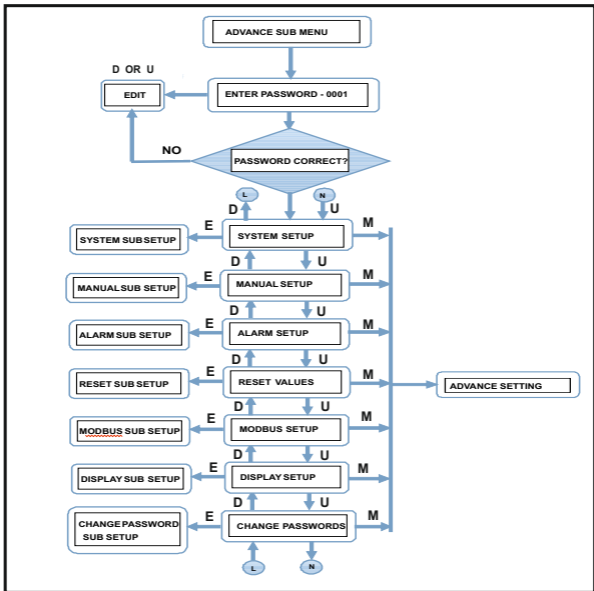 ADVANCE SUB MENU
D OR U
EDIT
ENTER PASSWORD - 0001
NO
PASSWORD CORRECT?
L
N
D
U
E
M
SYSTEM SUB SETUP
SYSTEM SETUP
D
U
E
M
MANUAL SUB SETUP
MANUAL SETUP
D
U
E
M
ALARM SUB SETUP
ALARM SETUP
D
U
E
M
RESET SUB SETUP
RESET VALUES
ADVANCE SETTING
D
U
E
M
MODBUS SUB SETUP
MODBUS SETUP
D
U
E
M
DISPLAY SUB SETUP
DISPLAY SETUP
D
U
E
M
CHANGE PASSWORD
SUB SETUP
CHANGE PASSWORDS
L
N